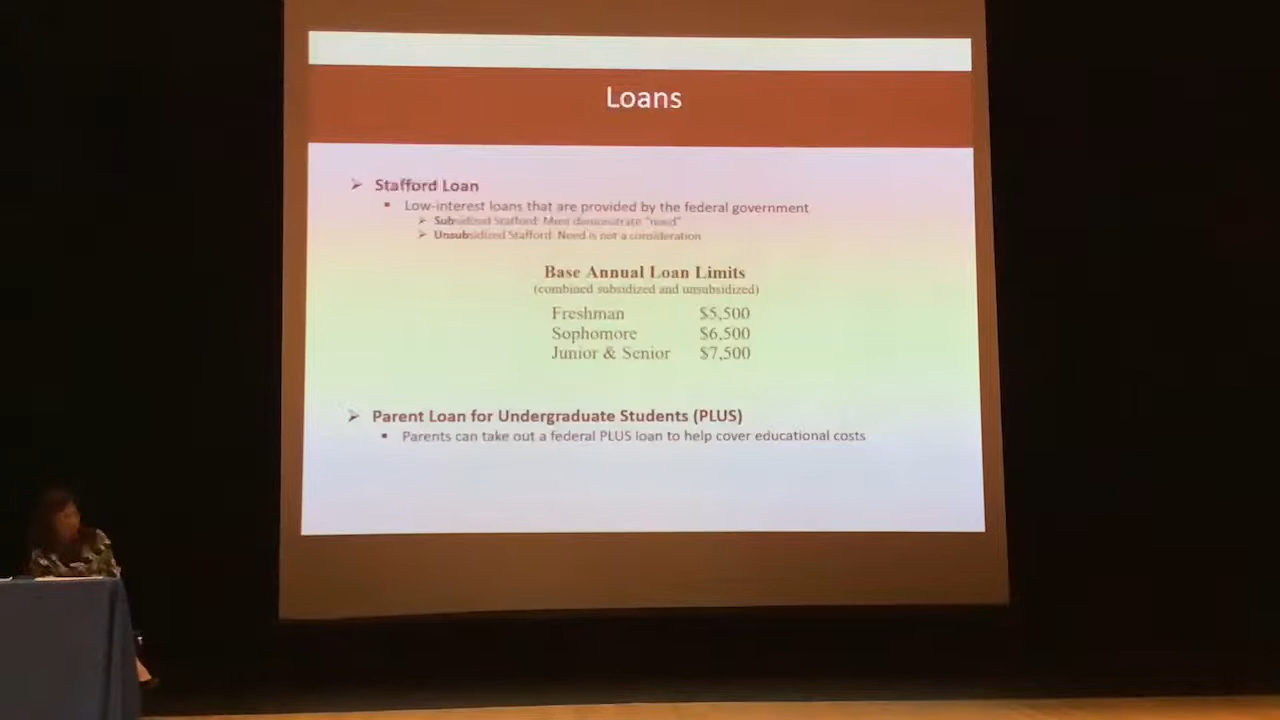 Loans
➢ Stafford Loan
▪ Low-interest loans that are provided by the federal government
➢ Subsidized Stafford: Must demonstrate "need"
➢ Unsubsidized Stafford: Need is not a consideration
Base Annual Loan Limits
(combined subsidized and unsubsidized)
Freshman $5,500
Sophomore $6,500
Junior & Senior $7,500
➢ Parent Loan for Undergraduate Students (PLUS)
▪ Parents can take out a federal PLUS loan to help cover educational costs